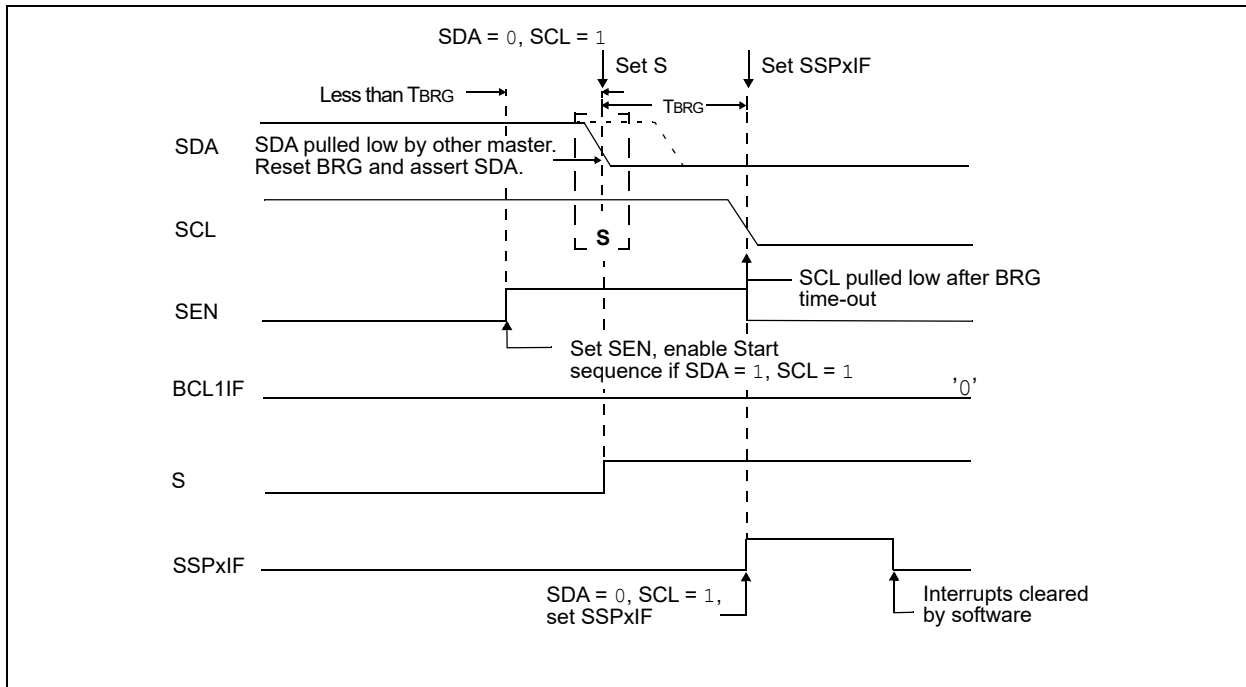 SDA = 0, SCL = 1
Set S
Set SSPxIF
Less than TBRG
TBRG
SDA
SDA pulled low by other master.
Reset BRG and assert SDA.
SCL
S
SCL pulled low after BRG
time-out
SEN
Set SEN, enable Start
sequence if SDA = 1, SCL = 1
BCL1IF
'0'
S
SSPxIF
SDA = 0, SCL = 1,
set SSPxIF
Interrupts cleared
by software